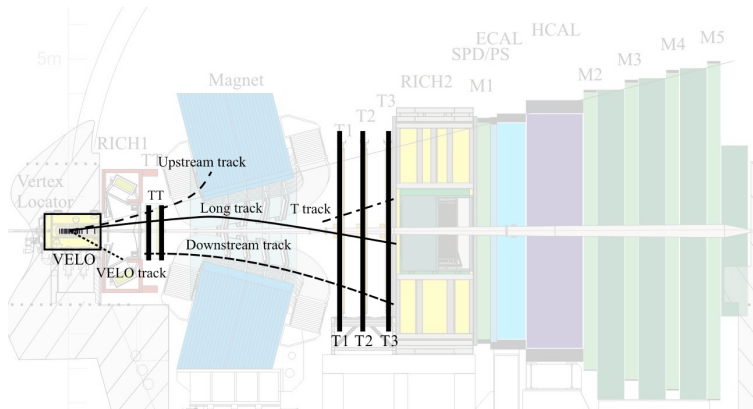 ECAL HCAL
SPD/PS
M3 M4 M5
M1 M2
5m
Magnet
RICH2
T3
T2
T1
RICH1
TT
Upstream track
Vertex
Locator
TT
Long track
T track
VELO
Downstream track
VELO track
T1 T2 T3